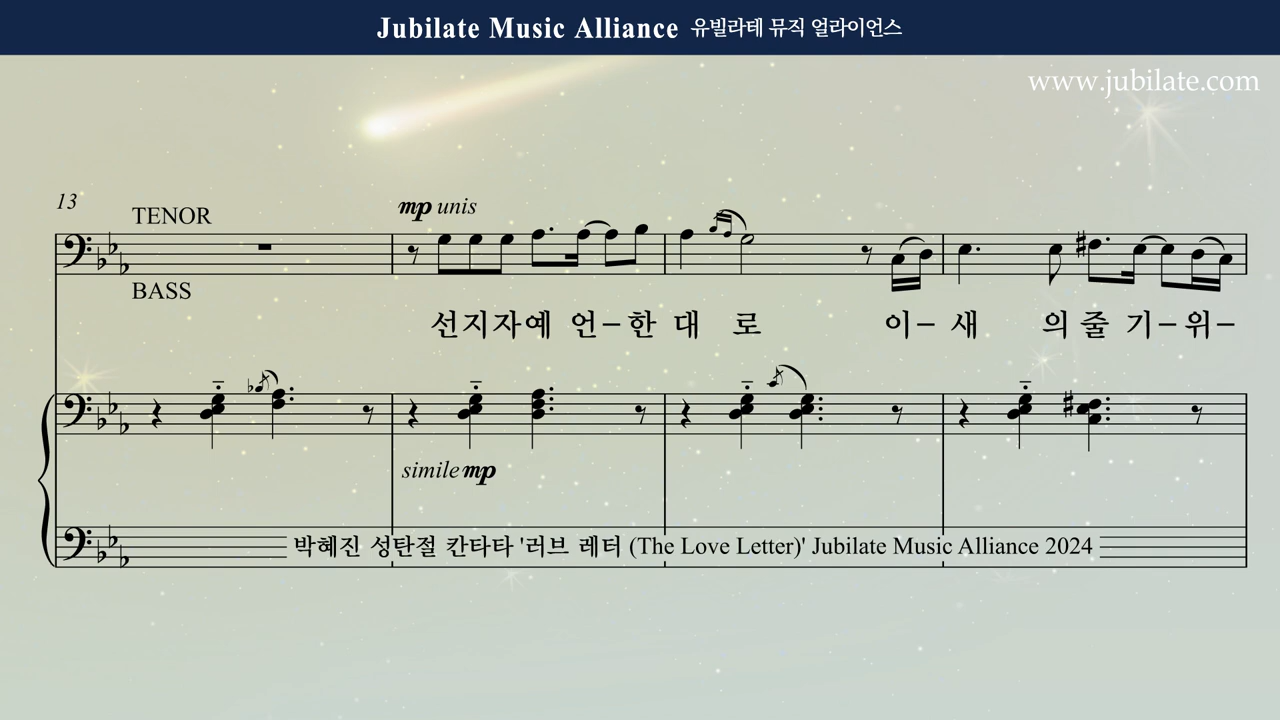 Jubilate Music Alliance 유빌라테 뮤직 얼라이언스
www.jubilate.com
13
TENOR
mp unis
BASS
선지자예 언-한 대 로 이- 새 의 줄 기-위-
simile mp
박혜진 성탄절 칸타타 '러브 레터 (The Love Letter)' Jubilate Music Alliance 2024